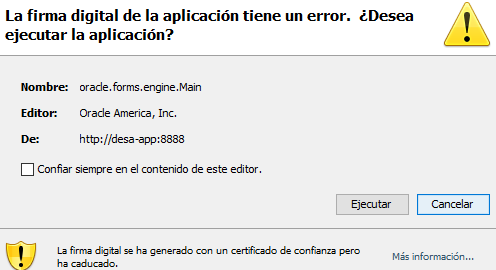 La firma digital de la aplicación tiene un error. ¿Desea
ejecutar la aplicación?
Nombre: oracle.forms.engine.Main
Editor: Oracle America, Inc.
De: http://desa-app:8888
Confiar siempre en el contenido de este editor.
Ejecutar Cancelar
La firma digital se ha generado con un certificado de confianza pero
ha caducado.
Más información...